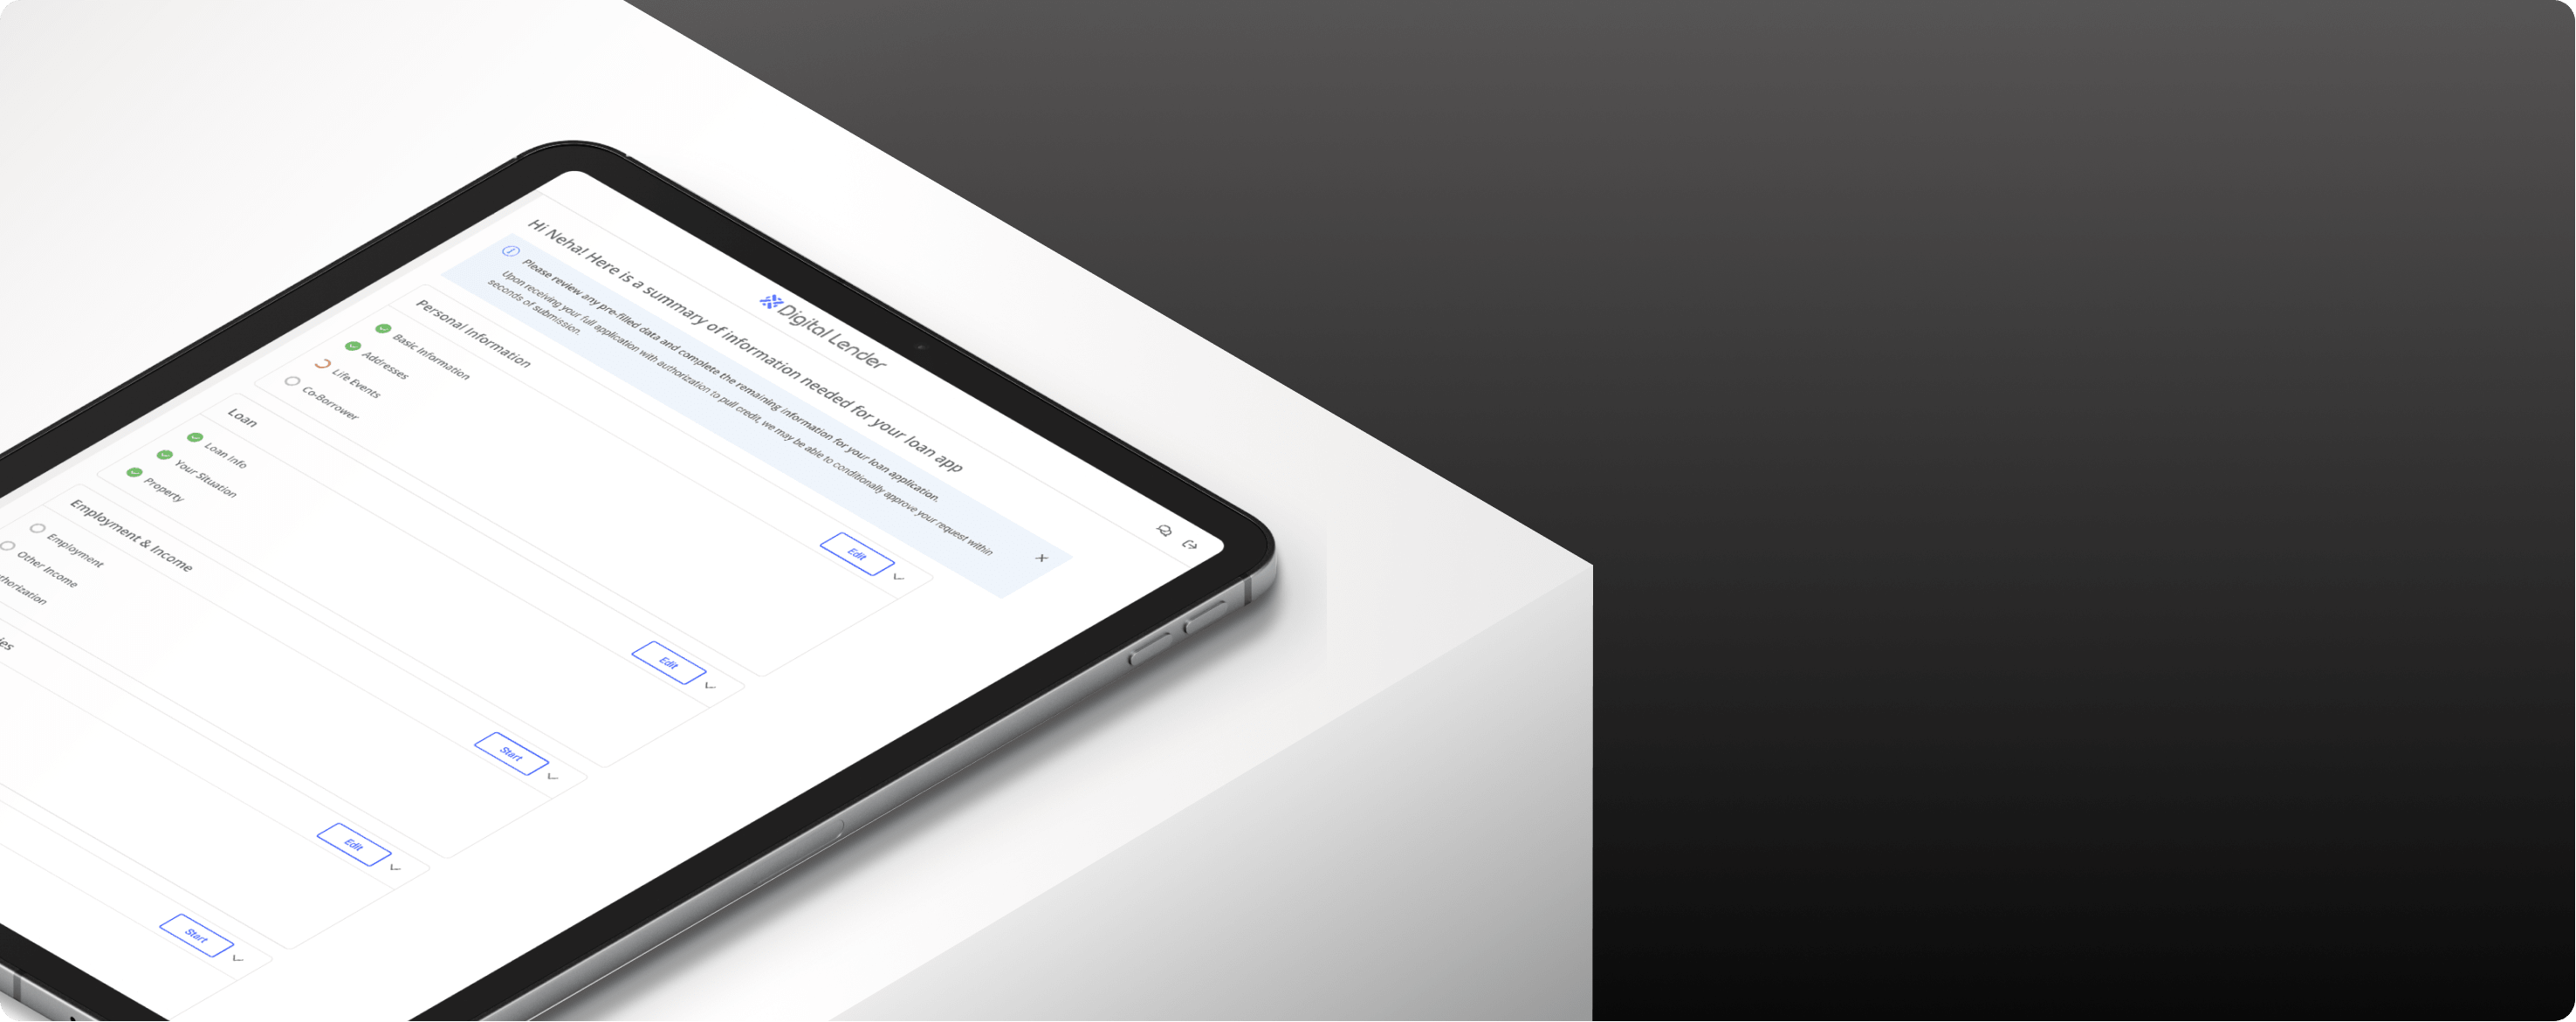 Digital Lender
Hi Neha! Here is a summary of information needed for your loan app
Please review any pre-filled data and complete the remaining information for your loan application.
Upon receiving your full application with authorization to pull credit, we may be able to conditionally approve your request within
seconds of submission.
Personal Information
Edit
Basic Information
Addresses
Life Events
Co-Borrower
Loan
Edit
Loan Info
Your Situation
Property
Employment & Income
Start
Employment
Other Income
Edit
Start